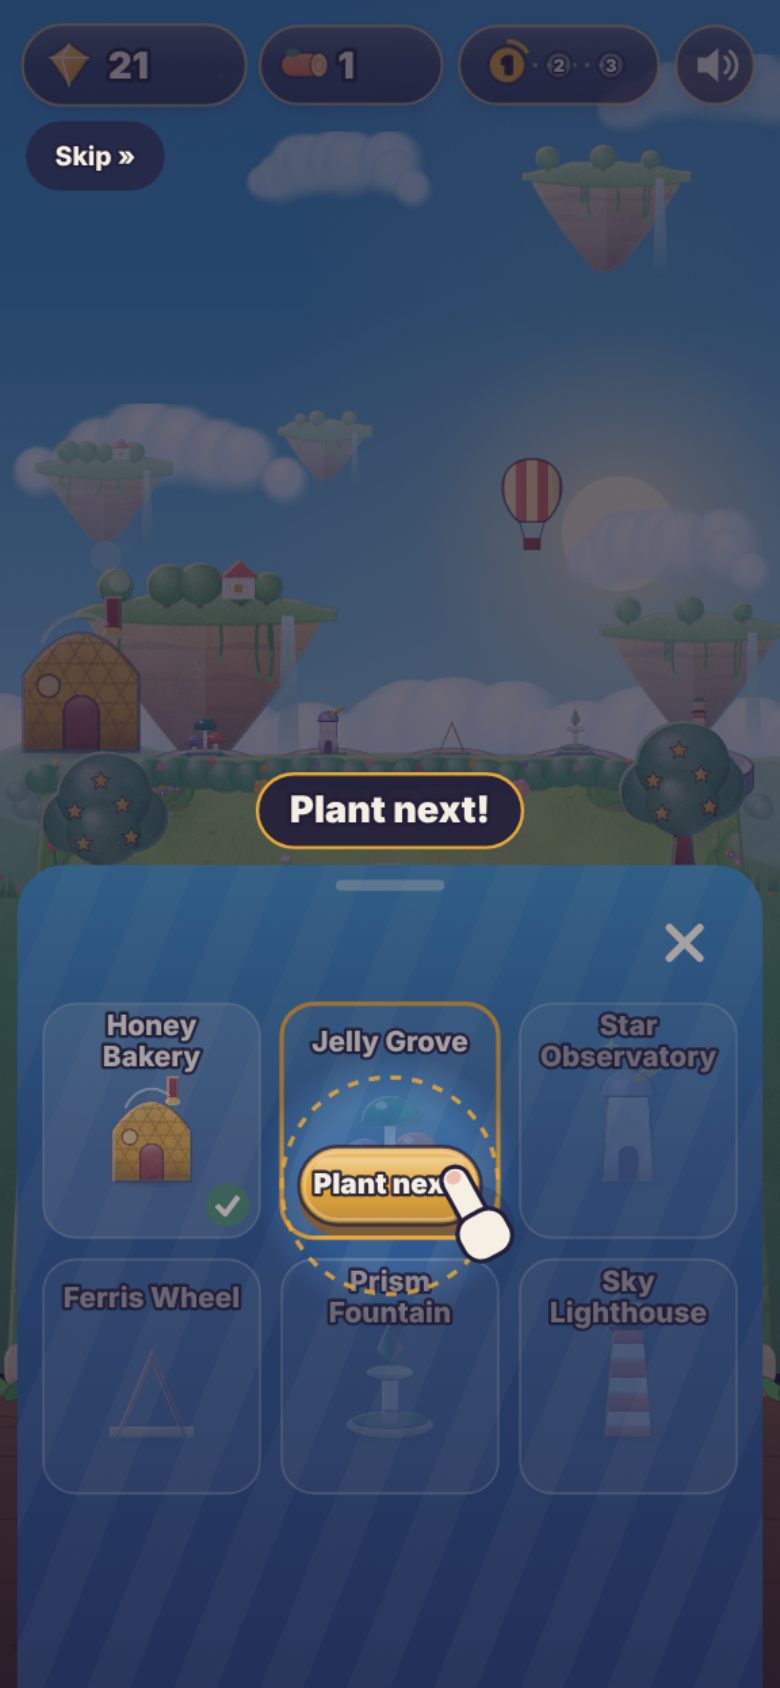 21
1
1 2 3
Skip »
Plant next!
Honey
Bakery
Jelly Grove
Star
Observatory
Plant nex
Ferris Wheel
Prism
Fountain
Sky
Lighthouse